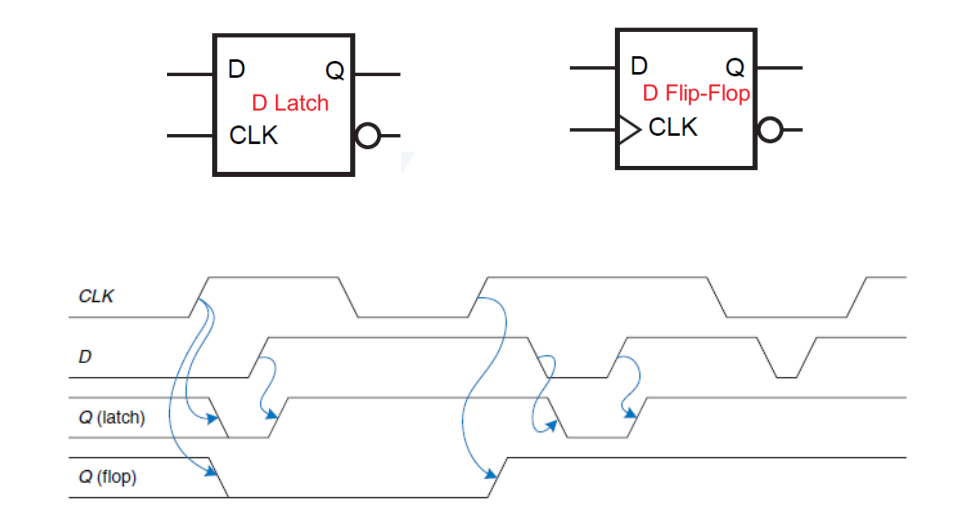 D Q
D Latch
CLK
D Q
D Flip-Flop
CLK
CLK
D
Q (latch)
Q (flop)